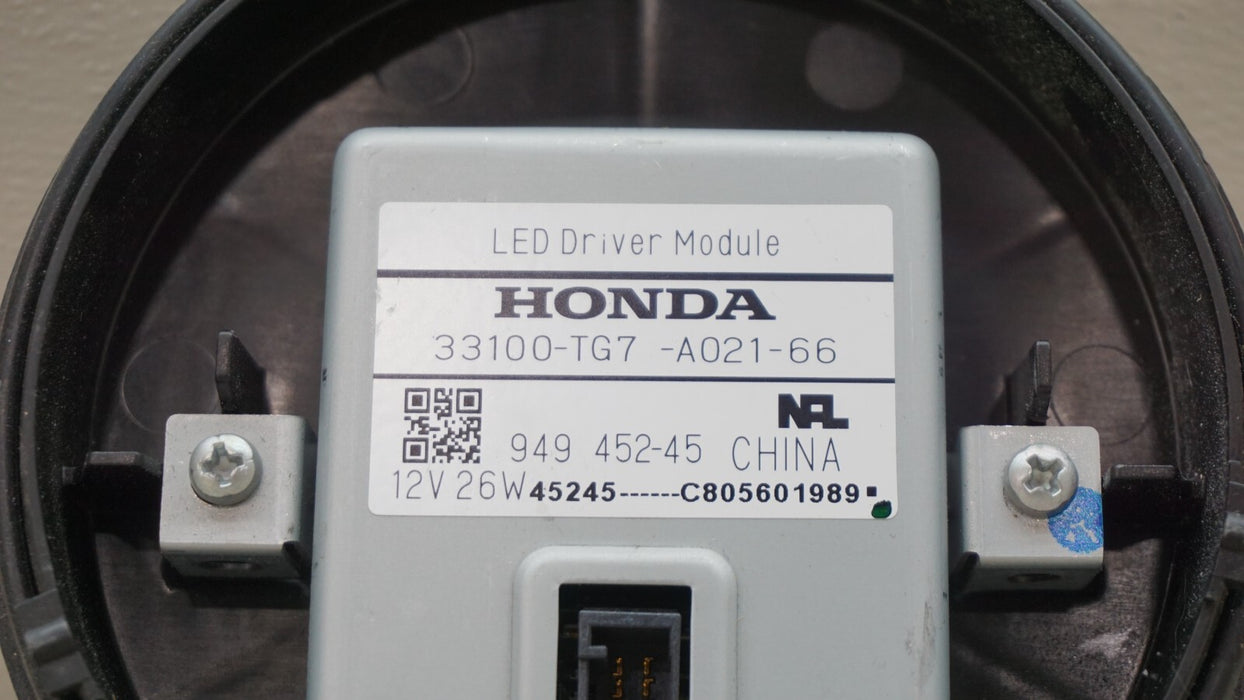 LED Driver Module
HONDA
33100-TG7 -A021-66
NAL
949 452-45 CHINA
12V 26W 45245------C805601989▪